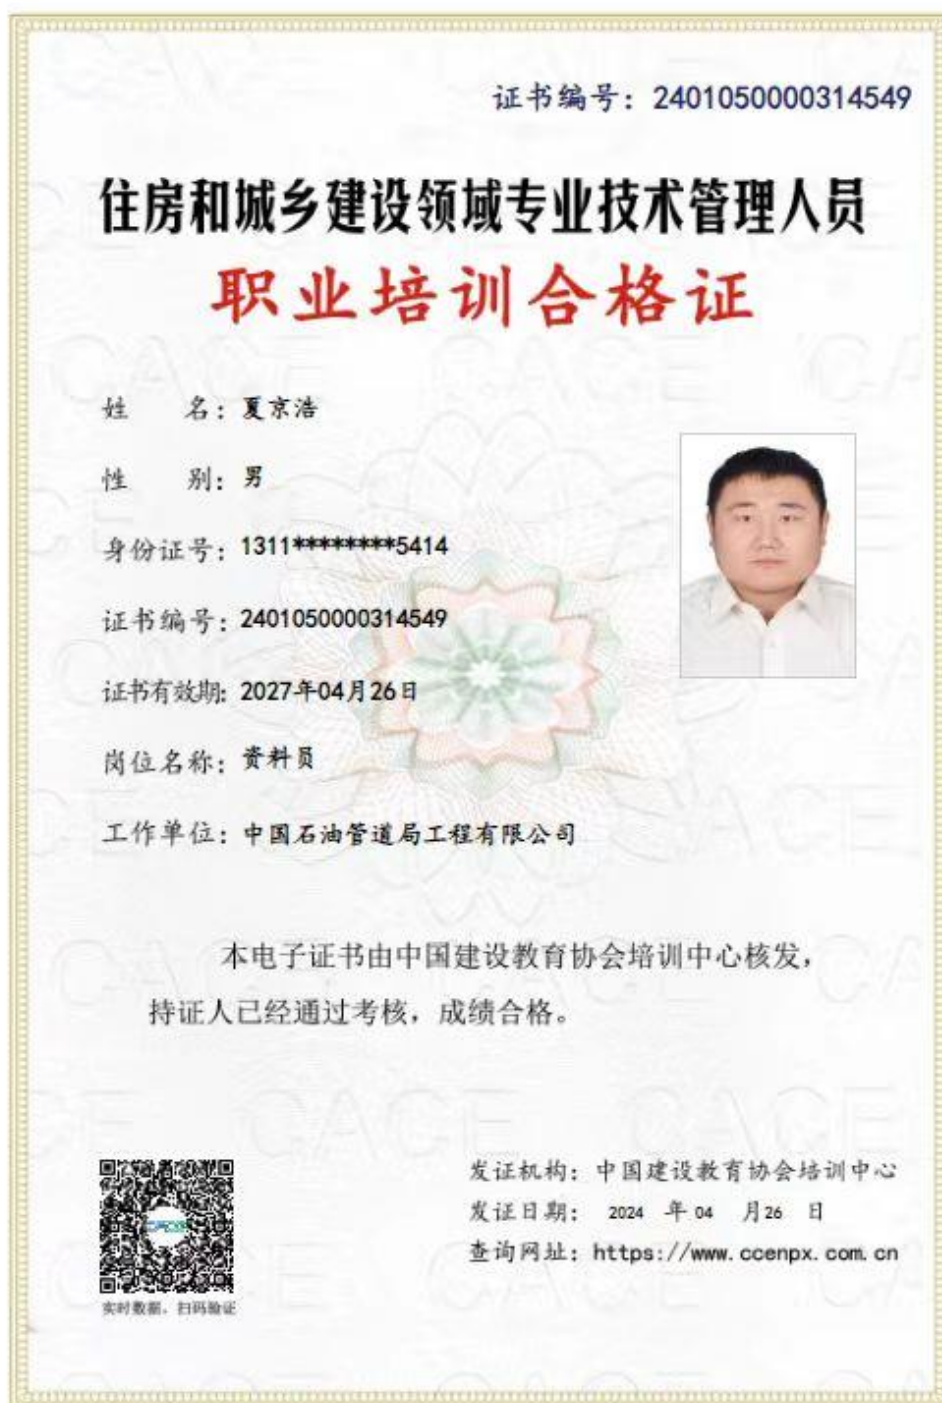 证书编号：2401050000314549
住房和城乡建设领域专业技术管理人员
职业培训合格证
姓 名：夏京浩
性 别：男
身份证号：1311********5414
证书编号：2401050000314549
证书有效期：2027年04月26日
岗位名称：资料员
工作单位：中国石油管道局工程有限公司
本电子证书由中国建设教育协会培训中心核发，
持证人已经通过考核，成绩合格。
发证机构：中国建设教育协会培训中心
发证日期： 2024 年 04 月 26 日
查询网址：https://www.ccenpx.com.cn
实时数据，扫码验证
CACE